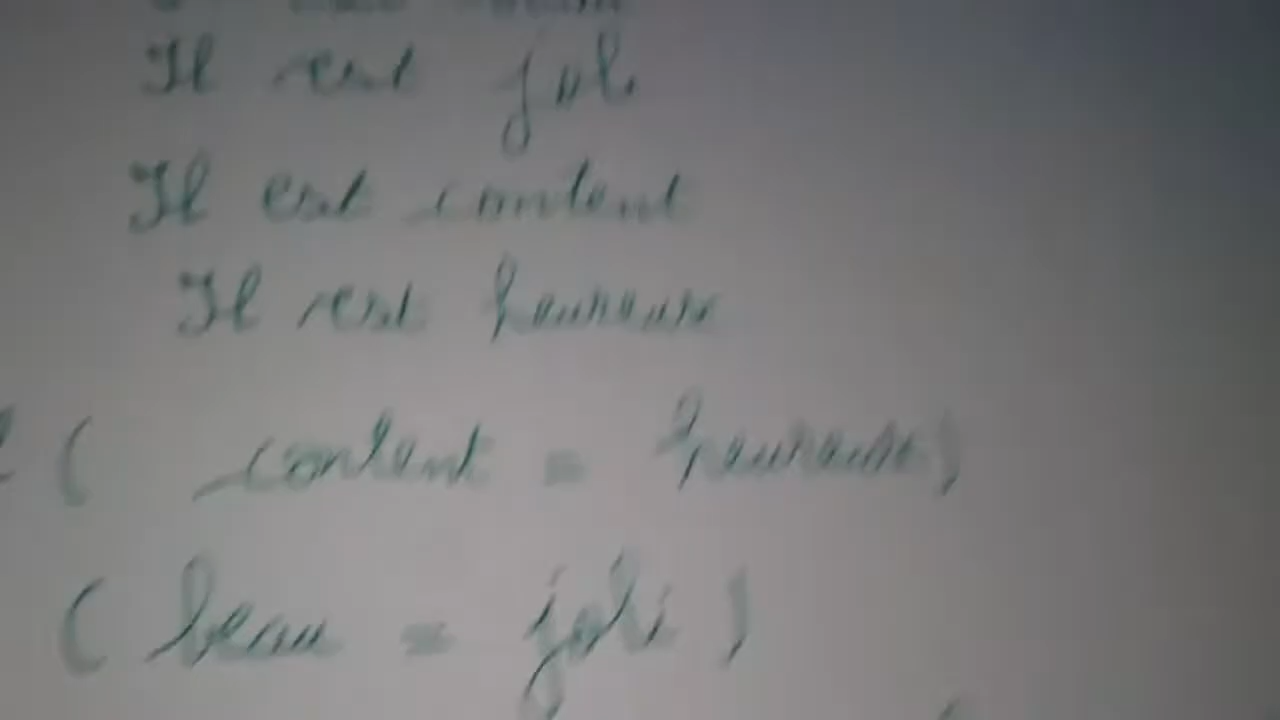 Il est joli
Il est content
Il est heureux
( content = heureux)
( beau = joli )